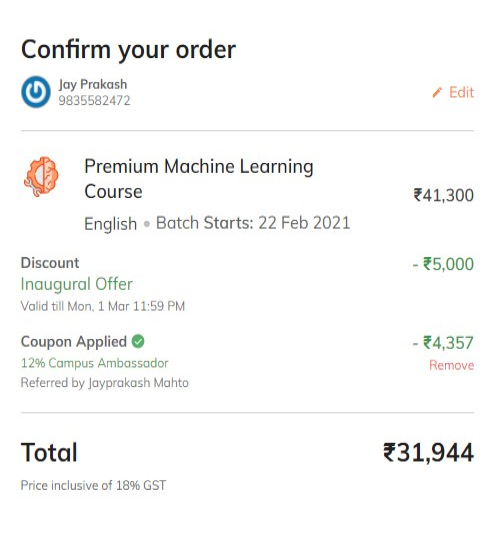 Confirm your order
Jay Prakash
9835582472
Edit
Premium Machine Learning
Course
₹41,300
English • Batch Starts: 22 Feb 2021
Discount
- ₹5,000
Inaugural Offer
Valid till Mon, 1 Mar 11:59 PM
Coupon Applied
- ₹4,357
12% Campus Ambassador
Remove
Referred by Jayprakash Mahto
Total
₹31,944
Price inclusive of 18% GST